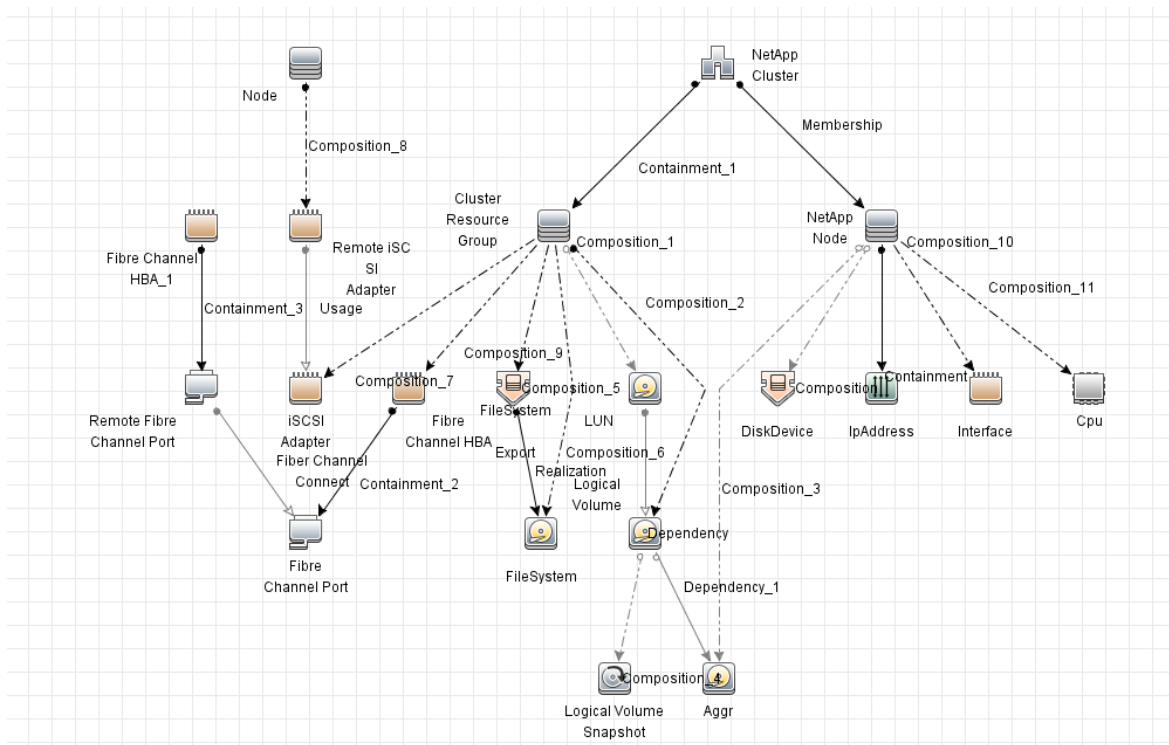 NetApp
Cluster
Node
Membership
Composition_8
Containment_1
Cluster
Resource
Group
NetApp
Node
Composition_1
Composition_10
Fibre Channel
HBA_1
Remote iSC
SI
Adapter
Composition_11
Containment_3
Usage
Composition_2
Composition_9
Composition_7
Composition_5
Composition
Containment
FileSystem
Remote Fibre
Channel Port
iSCSI
Adapter
Fibre
Channel HBA
LUN
DiskDevice
IpAddress
Interface
Cpu
Export
Composition_6
Fiber Channel
Connect
Realization
Containment_2
Logical
Volume
Composition_3
Dependency
Fibre
Channel Port
FileSystem
Dependency_1
Composition
_4
Logical Volume
Snapshot
Aggr